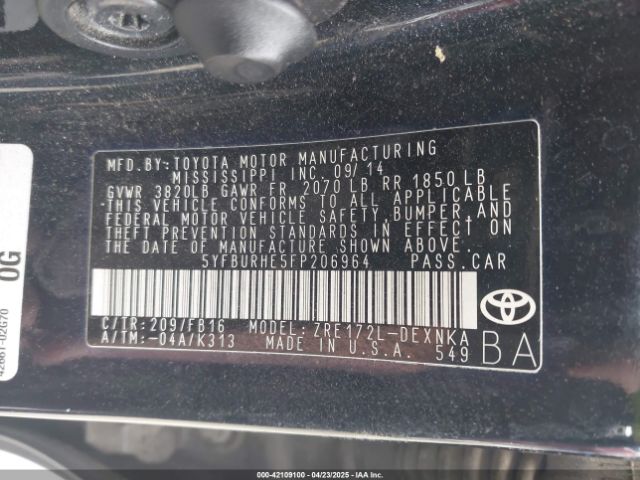 MFD.BY:TOYOTA MOTOR MANUFACTURING
MISSISSIPPI INC. 09/14
GVWR 3820LB GAWR FR 2070 LB RR 1850 LB
THIS VEHICLE CONFORMS TO ALL APPLICABLE
FEDERAL MOTOR VEHICLE SAFETY,BUMPER,AND
THEFT PREVENTION STANDARDS IN EFFECT ON
THE DATE OF MANUFACTURE SHOWN ABOVE.
5YFBURHE5FP206964 PASS.CAR
C/TR:209/FB16 MODEL: ZRE172L-DEXNKA
A/TM:-04A/K313 MADE IN U.S.A. 549
BA
OG
42661-02G70
000-42109100 04/23/2025 IAA Inc.